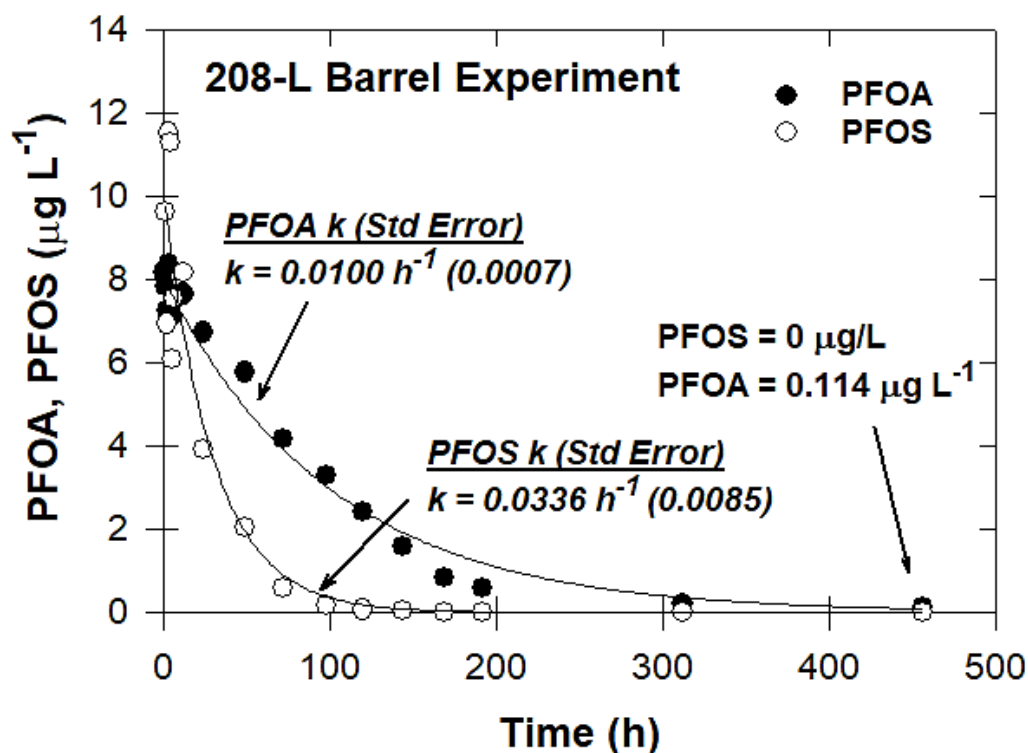 14
12
10
8
6
4
2
0
PFOA, PFOS (μg L⁻¹)
208-L Barrel Experiment
PFOA
PFOS
PFOA k (Std Error)
k = 0.0100 h⁻¹ (0.0007)
PFOS = 0 μg/L
PFOA = 0.114 μg L⁻¹
PFOS k (Std Error)
k = 0.0336 h⁻¹ (0.0085)
0 100 200 300 400 500
Time (h)